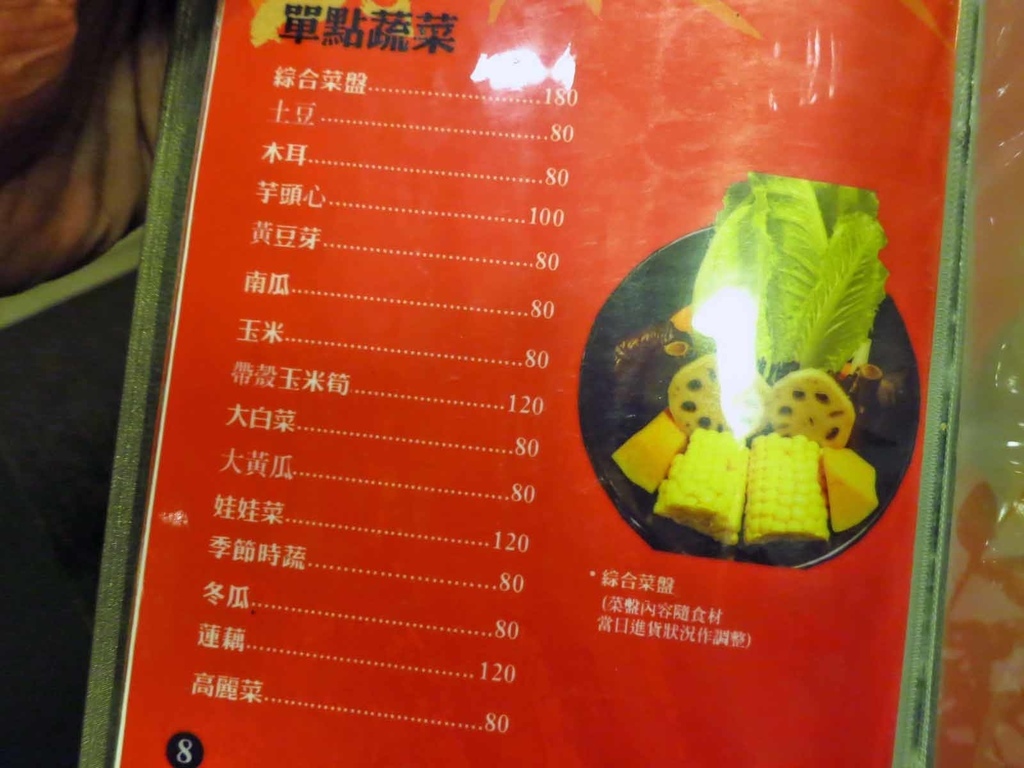 單點蔬菜
綜合菜盤..........................180
土豆..................................80
木耳..................................80
芋頭心..............................100
黃豆芽..............................80
南瓜..................................80
玉米..................................80
帶殼玉米筍......................120
大白菜..............................80
大黃瓜..............................80
娃娃菜..............................120
季節時蔬..........................80
冬瓜..................................80
蓮藕..................................120
高麗菜..............................80
*綜合菜盤
(菜盤內容隨食材
當日進貨狀況作調整)
8